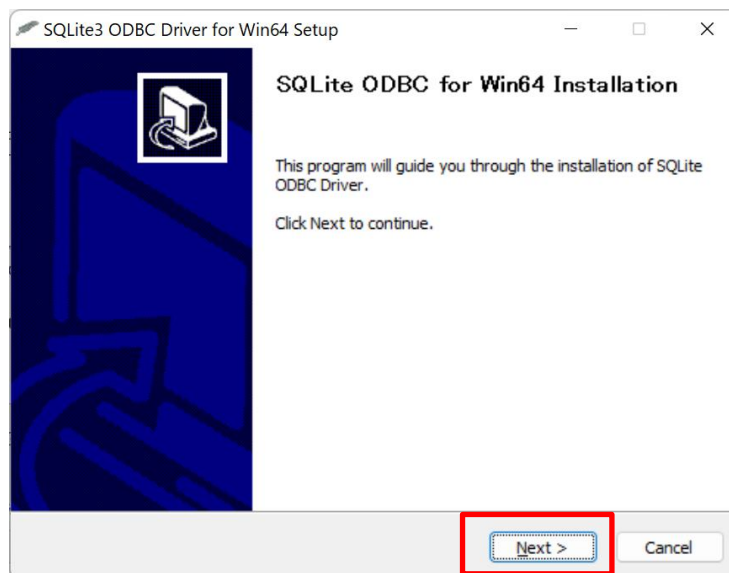 SQLite3 ODBC Driver for Win64 Setup
SQLite ODBC for Win64 Installation
This program will guide you through the installation of SQLite
ODBC Driver.
Click Next to continue.
Next >
Cancel